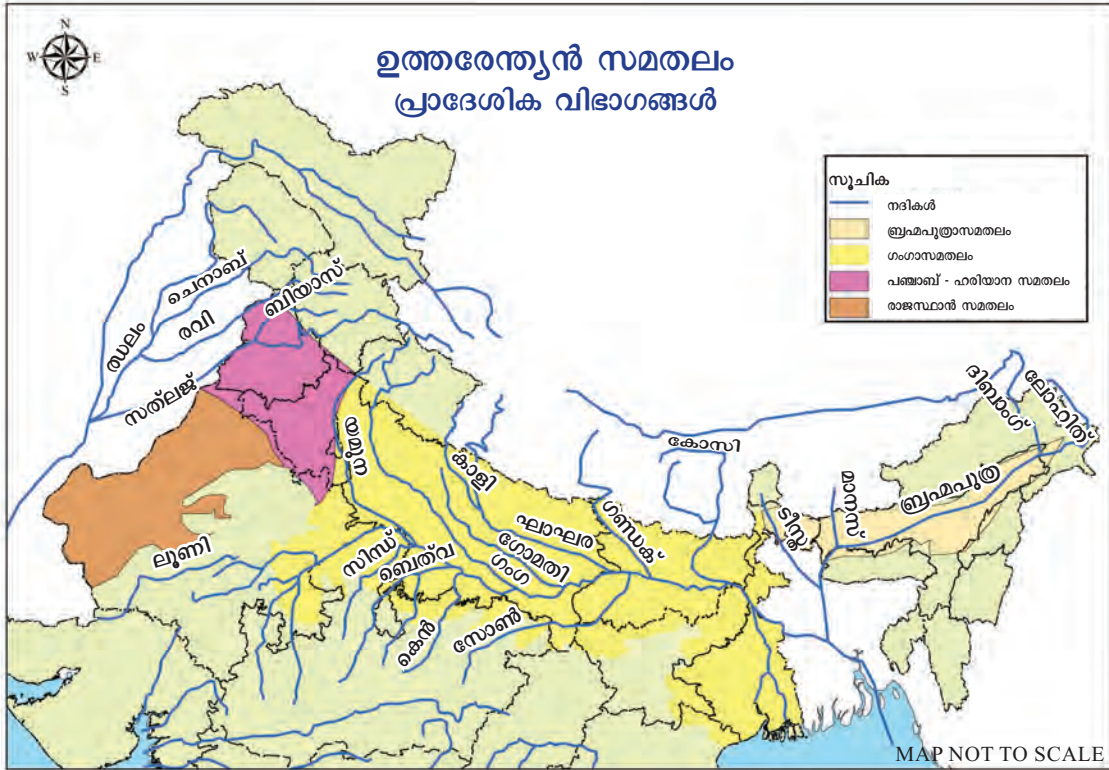 N
W E
S
ഉത്തരേന്ത്യൻ സമതലം
പ്രാദേശിക വിഭാഗങ്ങൾ
സൂചിക
നദികൾ
ബ്രഹ്മപുത്രാസമതലം
ഗംഗാസമതലം
പഞ്ചാബ് - ഹരിയാന സമതലം
രാജസ്ഥാൻ സമതലം
ചെനാബ്
ഝലം
രവി
ബിയാസ്
സത്‌ലജ്
യമുന
കാളി
കോസി
ദിബാംഗ്
ലോഹിത്
ബ്രഹ്മപുത്ര
മാനസ്
ടീസ്ത
ഗണ്ഡക്
ഘാഘര
ഗോമതി
ഗംഗ
ലൂണി
സിന്ധ്
ബെത്‌വ
കെൻ
സോൺ
MAP NOT TO SCALE